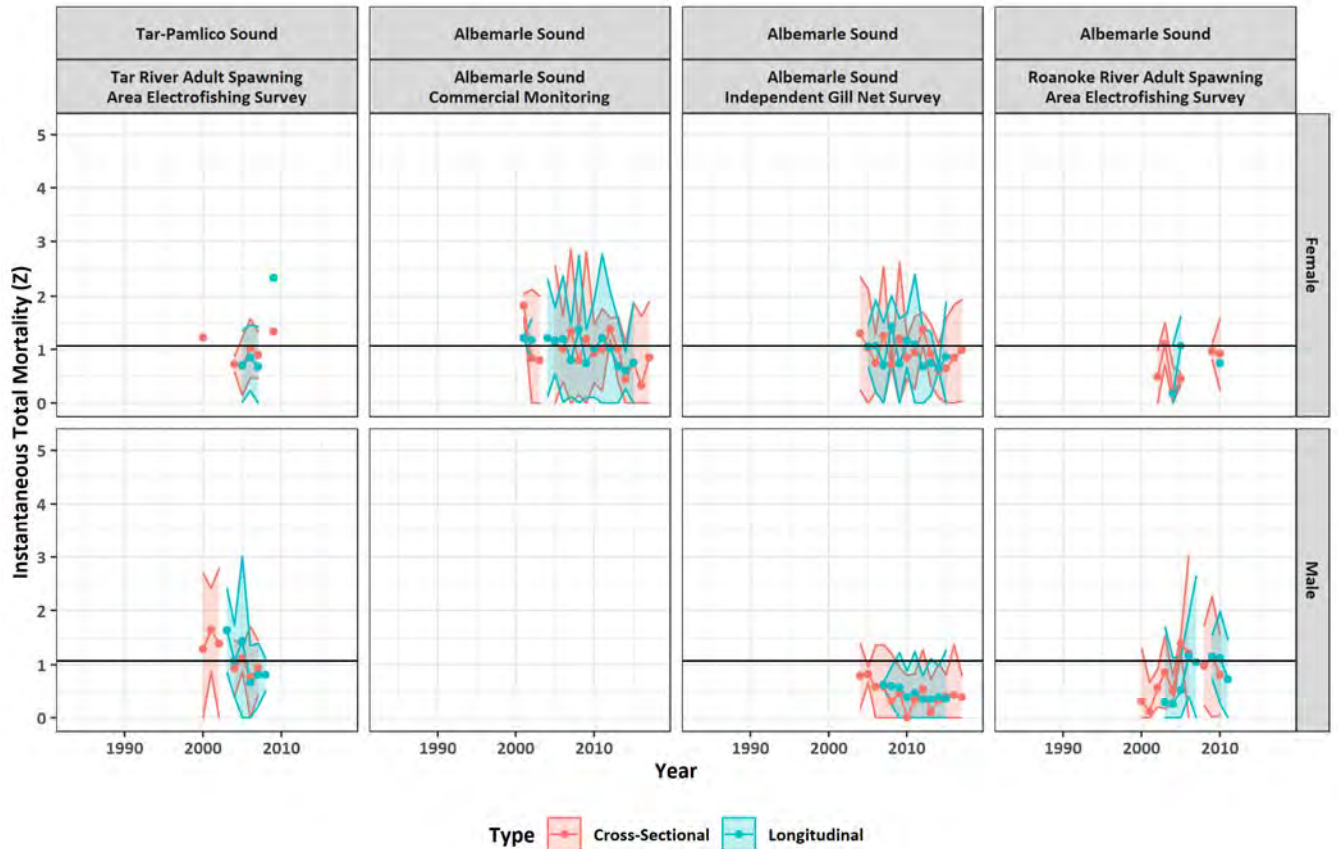 Tar-Pamlico Sound
Albemarle Sound
Albemarle Sound
Albemarle Sound
Tar River Adult Spawning
Area Electrofishing Survey
Albemarle Sound
Commercial Monitoring
Albemarle Sound
Independent Gill Net Survey
Roanoke River Adult Spawning
Area Electrofishing Survey
Instantaneous Total Mortality (Z)
5
4
3
2
1
0
Female
5
4
3
2
1
0
Male
1990
2000
2010
1990
2000
2010
1990
2000
2010
1990
2000
2010
Year
Type
Cross-Sectional
Longitudinal